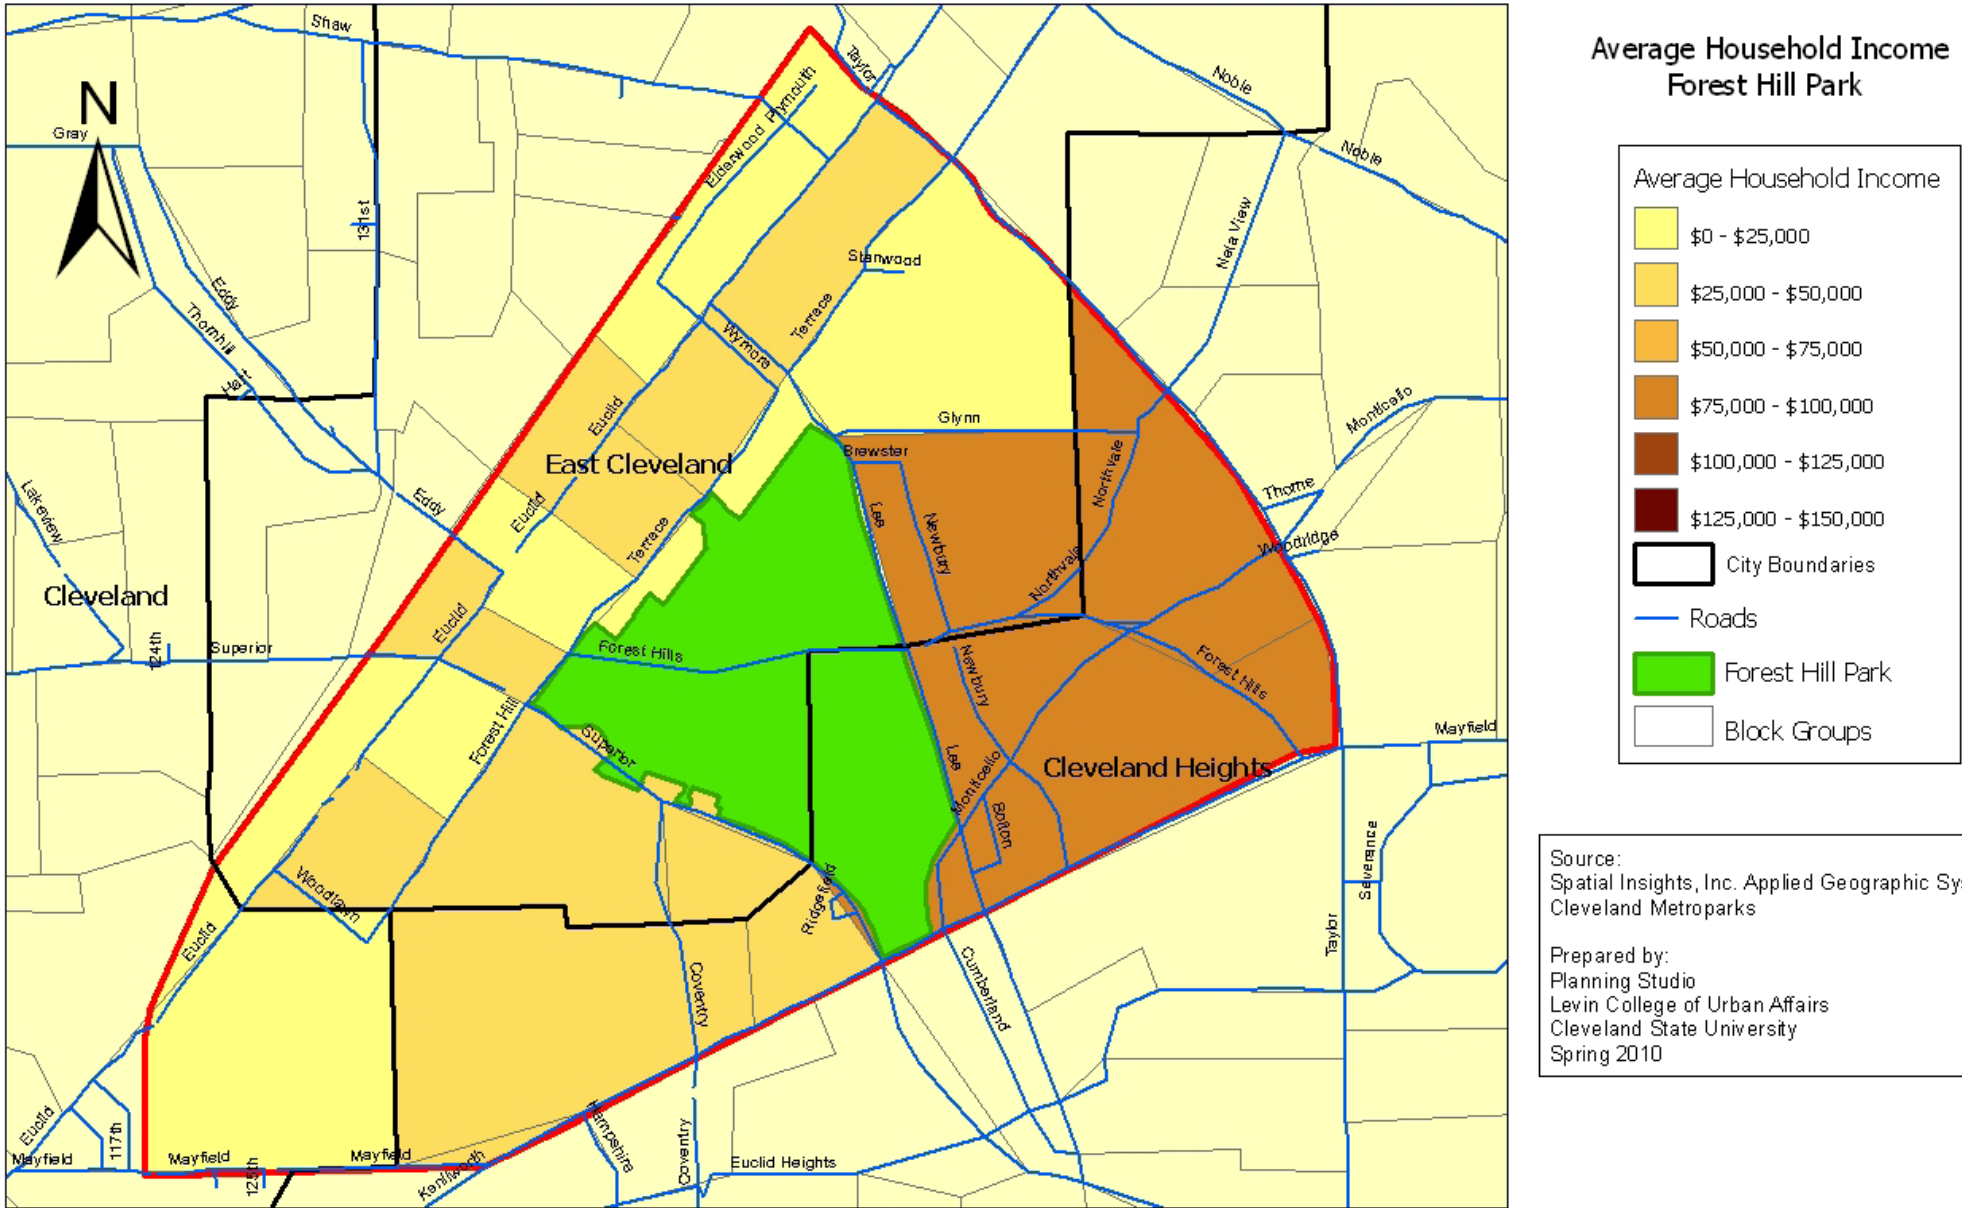 Average Household Income
Forest Hill Park
Average Household Income
$0 - $25,000
$25,000 - $50,000
$50,000 - $75,000
$75,000 - $100,000
$100,000 - $125,000
$125,000 - $150,000
City Boundaries
Roads
Forest Hill Park
Block Groups
Source:
Spatial Insights, Inc. Applied Geographic Sy
Cleveland Metroparks
Prepared by:
Planning Studio
Levin College of Urban Affairs
Cleveland State University
Spring 2010
N
Shaw
Taylor
Noble
Noble
Gray
Elderwood
Plymouth
131st
Nela View
Eddy
Stanwood
Thornhill
Terrace
Wymore
Hart
Monticello
Euclid
Glynn
Brewster
East Cleveland
Northvale
Lakeview
Eddy
Euclid
Lee
Thorne
Terrace
Newbury
Woodridge
Cleveland
Northvale
Euclid
124th
Superior
Forest Hills
Newbury
Forest Hills
Forest Hill
Superior
Lee
Mayfield
Monticello
Cleveland Heights
Bolton
Severance
Woodlawn
Ridgefield
Euclid
Taylor
Coventry
Cumberland
Euclid
117th
Hampshire
Mayfield
Mayfield
Mayfield
Kenilworth
125th
Coventry
Euclid Heights